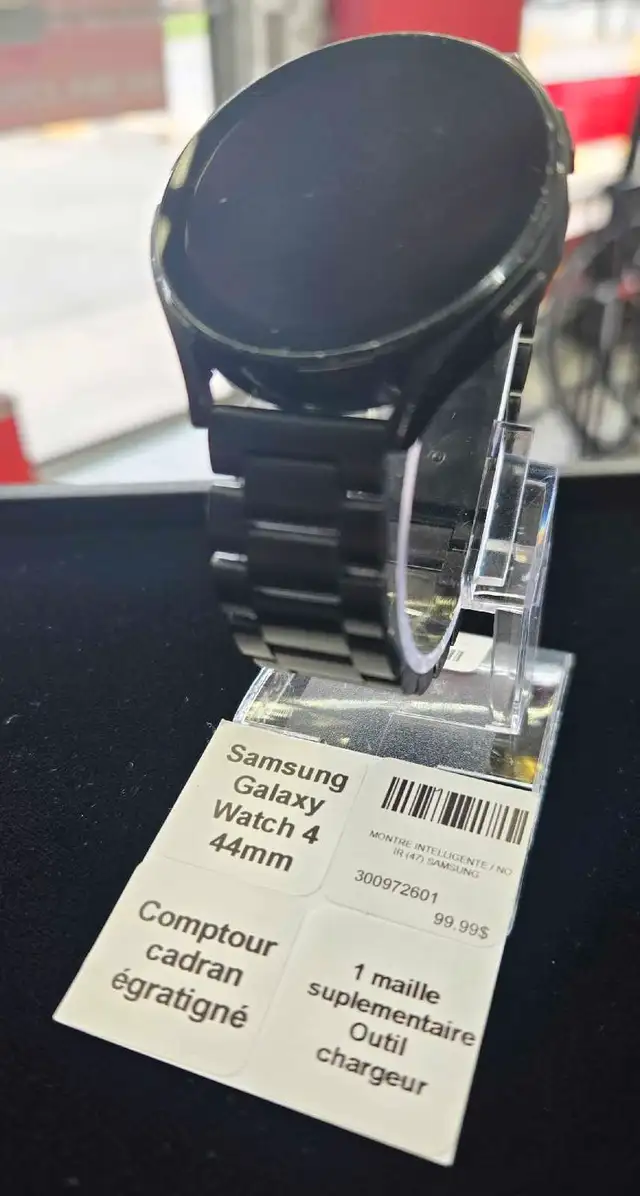 Samsung
Galaxy
Watch 4
44mm
MONTRE INTELLIGENTE / NO
IR (47) SAMSUNG
300972601
99.99$
Comptour
cadran
égratigné
1 maille
suplementaire
Outil
chargeur